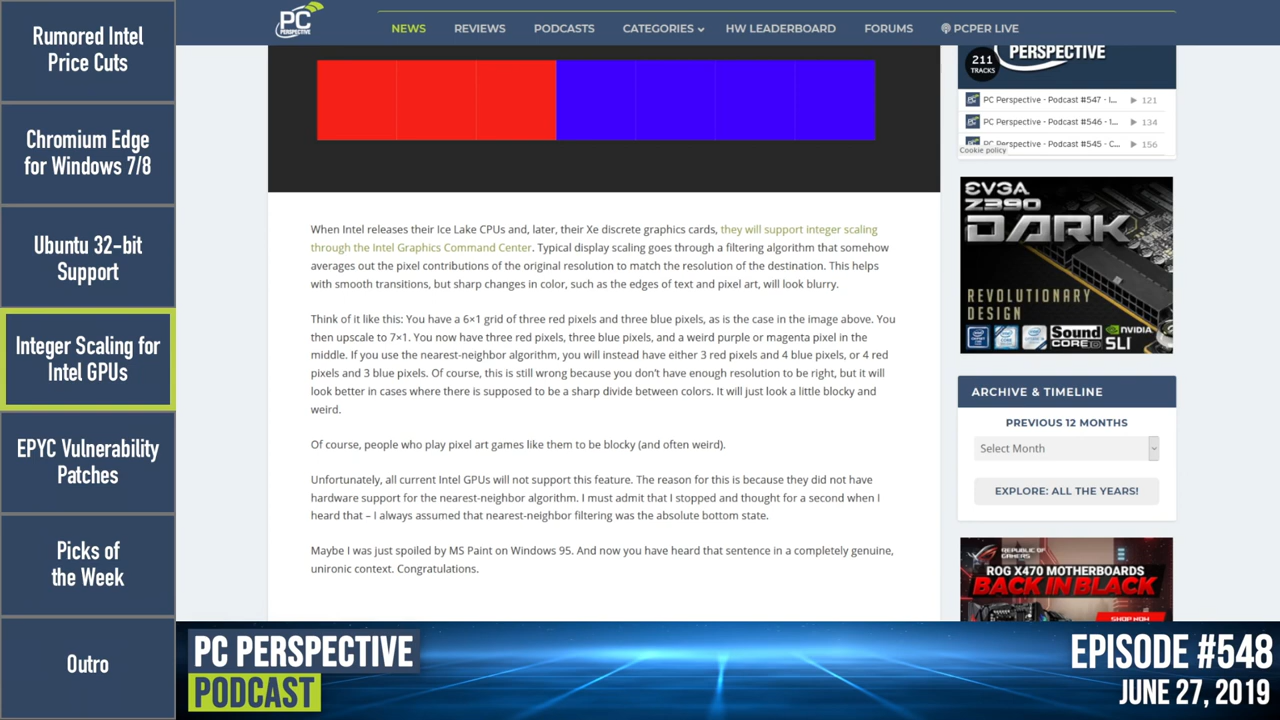 Rumored Intel
Price Cuts
Chromium Edge
for Windows 7/8
Ubuntu 32-bit
Support
Integer Scaling for
Intel GPUs
EPYC Vulnerability
Patches
Picks of
the Week
Outro
PC
PERSPECTIVE
NEWS
REVIEWS
PODCASTS
CATEGORIES
HW LEADERBOARD
FORUMS
PCPER LIVE
When Intel releases their Ice Lake CPUs and, later, their Xe discrete graphics cards, they will support integer scaling
through the Intel Graphics Command Center. Typical display scaling goes through a filtering algorithm that somehow
averages out the pixel contributions of the original resolution to match the resolution of the destination. This helps
with smooth transitions, but sharp changes in color, such as the edges of text and pixel art, will look blurry.
Think of it like this: You have a 6×1 grid of three red pixels and three blue pixels, as is the case in the image above. You
then upscale to 7×1. You now have three red pixels, three blue pixels, and a weird purple or magenta pixel in the
middle. If you use the nearest-neighbor algorithm, you will instead have either 3 red pixels and 4 blue pixels, or 4 red
pixels and 3 blue pixels. Of course, this is still wrong because you don't have enough resolution to be right, but it will
look better in cases where there is supposed to be a sharp divide between colors. It will just look a little blocky and
weird.
Of course, people who play pixel art games like them to be blocky (and often weird).
Unfortunately, all current Intel GPUs will not support this feature. The reason for this is because they did not have
hardware support for the nearest-neighbor algorithm. I must admit that I stopped and thought for a second when I
heard that – I always assumed that nearest-neighbor filtering was the absolute bottom state.
Maybe I was just spoiled by MS Paint on Windows 95. And now you have heard that sentence in a completely genuine,
unironic context. Congratulations.
PERSPECTIVE
211
TRACKS
PC Perspective - Podcast #547 - I... 121
PC Perspective - Podcast #546 - 1... 134
PC Perspective - Podcast #545 - C... 156
Cookie policy
EVGA
Z390
DARK
REVOLUTIONARY
DESIGN
Sound
CORE3D
NVIDIA
SLI
ARCHIVE & TIMELINE
PREVIOUS 12 MONTHS
Select Month
EXPLORE: ALL THE YEARS!
REPUBLIC OF
GAMERS
ROG X470 MOTHERBOARDS
BACK IN BLACK
SHOP NOW
PC PERSPECTIVE
PODCAST
EPISODE #548
JUNE 27, 2019